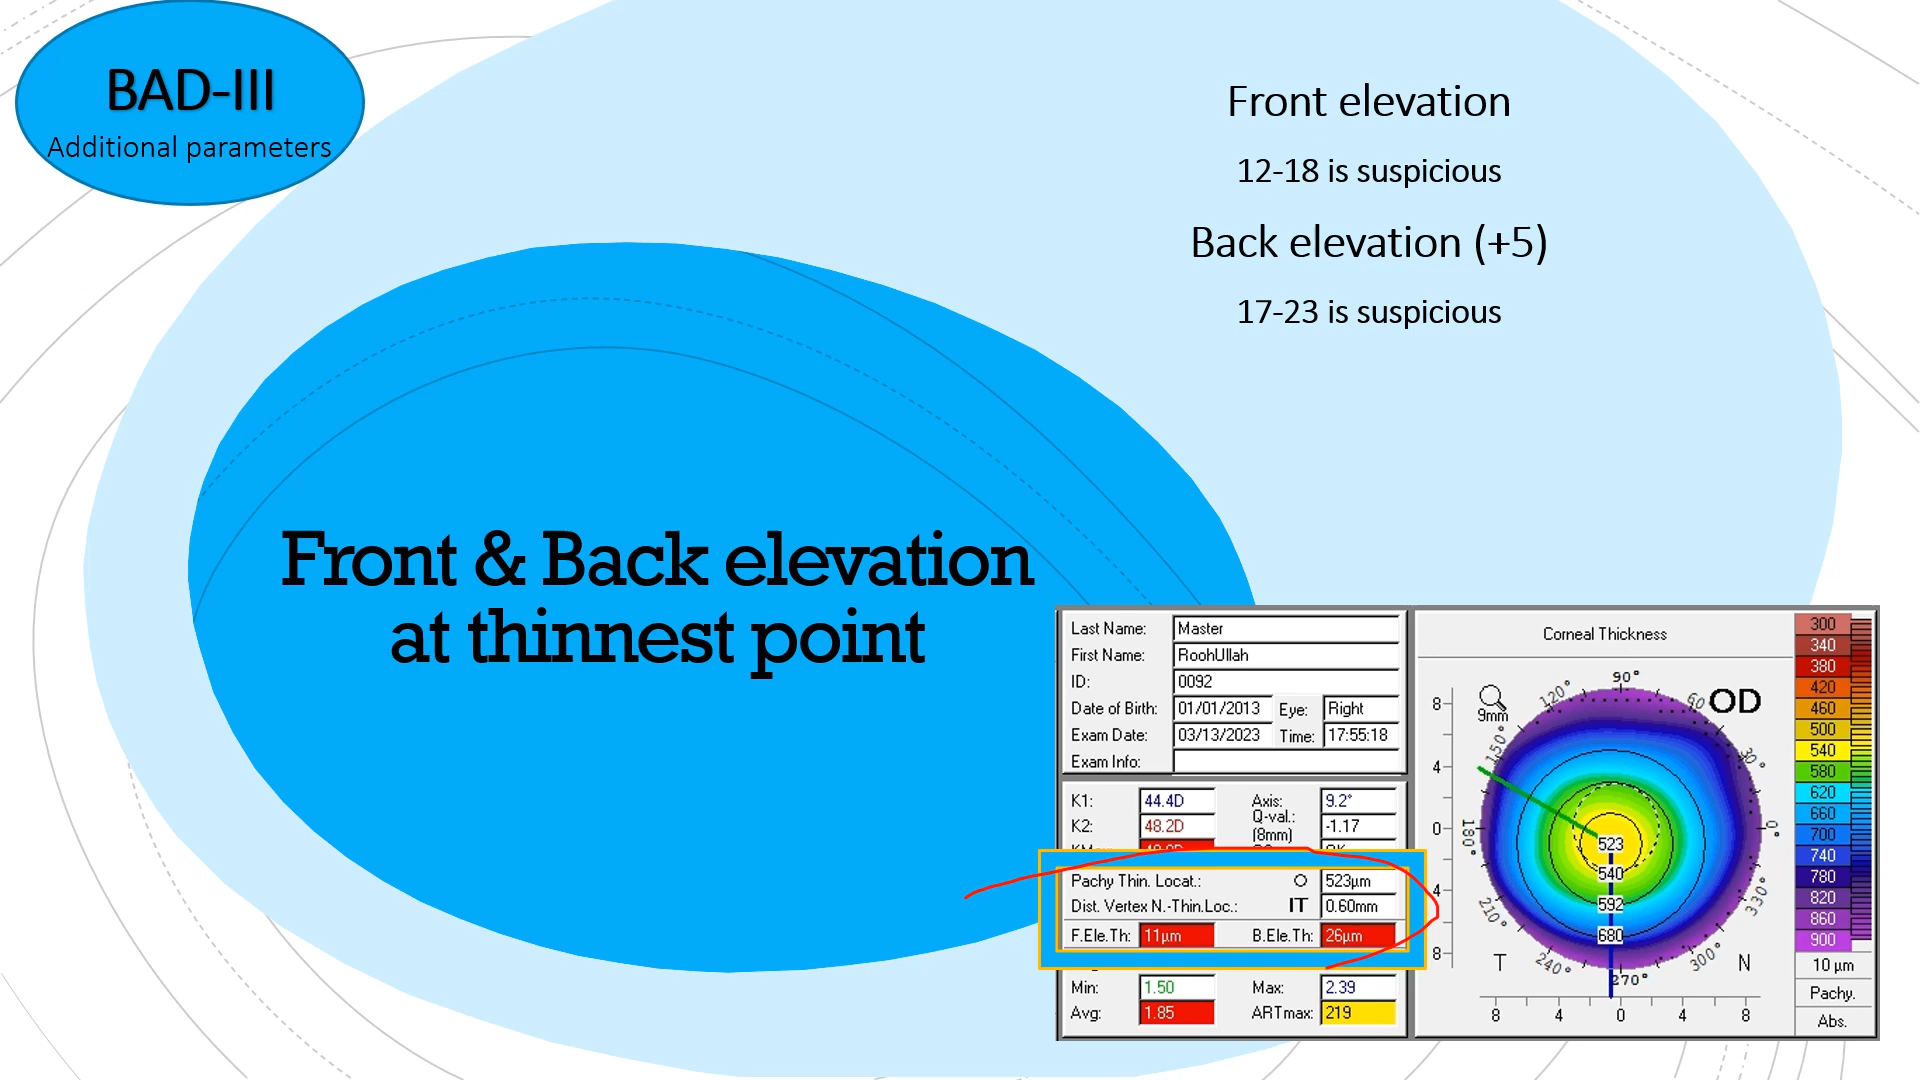 BAD-III
Additional parameters
Front elevation
12-18 is suspicious
Back elevation (+5)
17-23 is suspicious
Front & Back elevation
at thinnest point
Last Name: Master
First Name: RoohUllah
ID: 0092
Date of Birth: 01/01/2013 Eye: Right
Exam Date: 03/13/2023 Time: 17:55:18
Exam Info:
K1: 44.4D Axis: 9.2°
Q-val.:
K2: 48.2D (8mm) -1.17
Pachy Thin. Locat.: O 523µm
Dist. Vertex N.-Thin.Loc.: IT 0.60mm
F.Ele.Th: 11µm B.Ele.Th: 26µm
Min: 1.50 Max: 2.39
Avg: 1.85 ARTmax: 219
Corneal Thickness
OD
9mm
90°
120°
60
150°
30°
180°
0°
210°
330°
240°
300°
270°
8
4
0
4
8
523
540
592
680
T
N
8 4 0 4 8
300
340
380
420
460
500
540
580
620
660
700
740
780
820
860
900
10 µm
Pachy.
Abs.